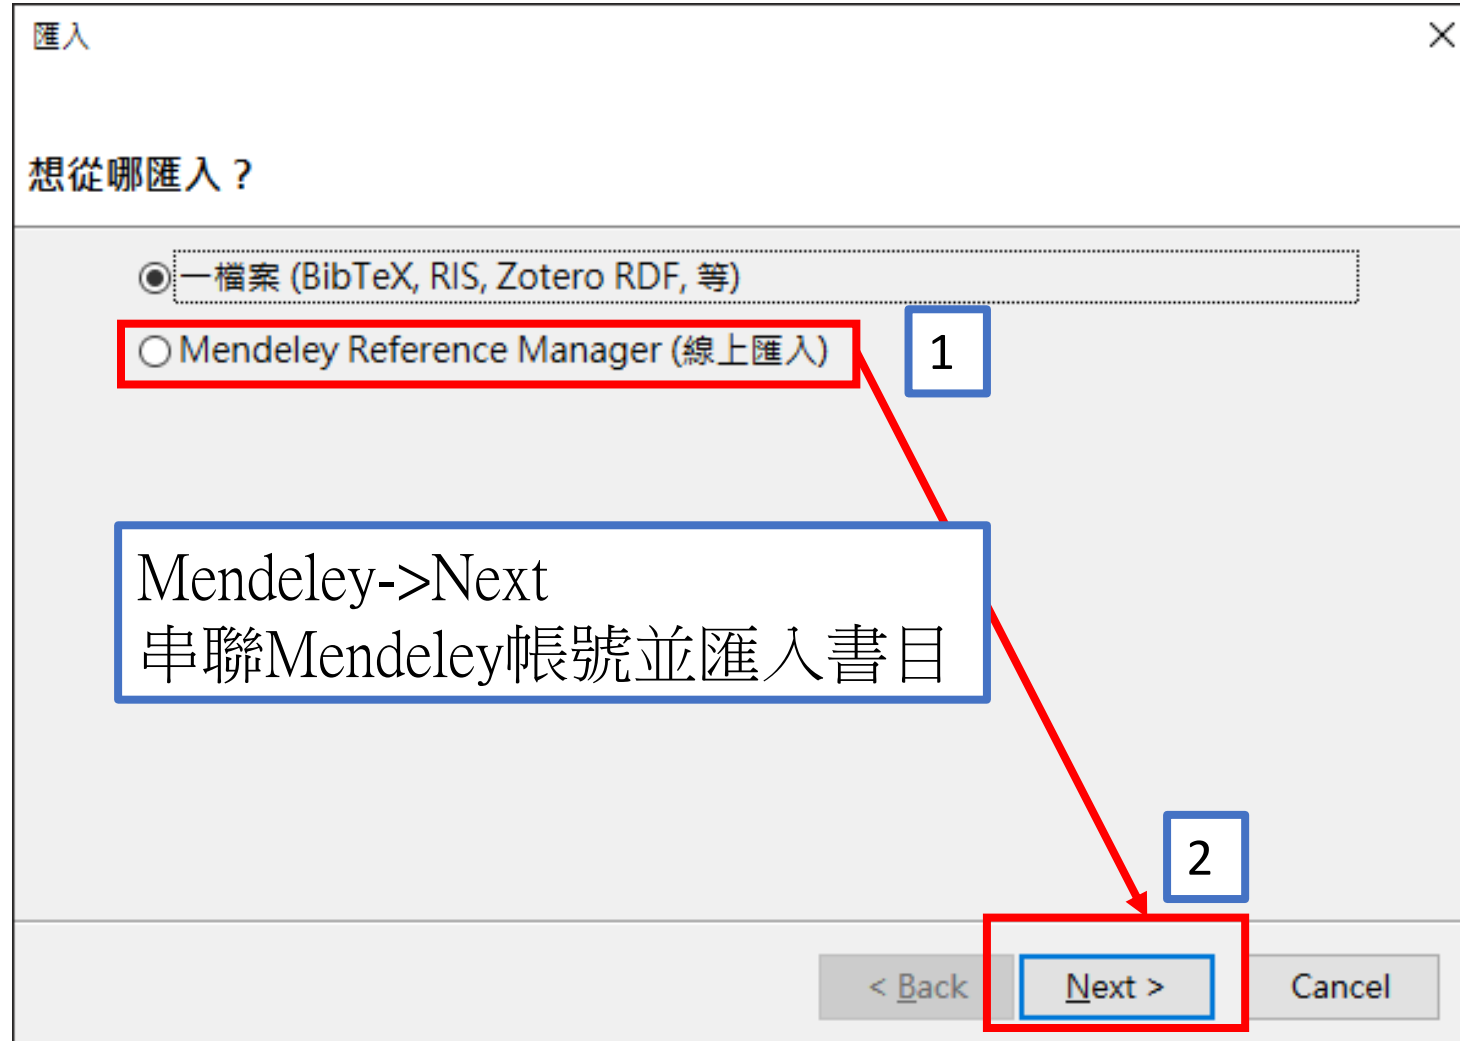 匯入
想從哪匯入？
一檔案 (BibTeX, RIS, Zotero RDF, 等)
Mendeley Reference Manager (線上匯入)
1
Mendeley->Next
串聯Mendeley帳號並匯入書目
2
< Back
Next >
Cancel